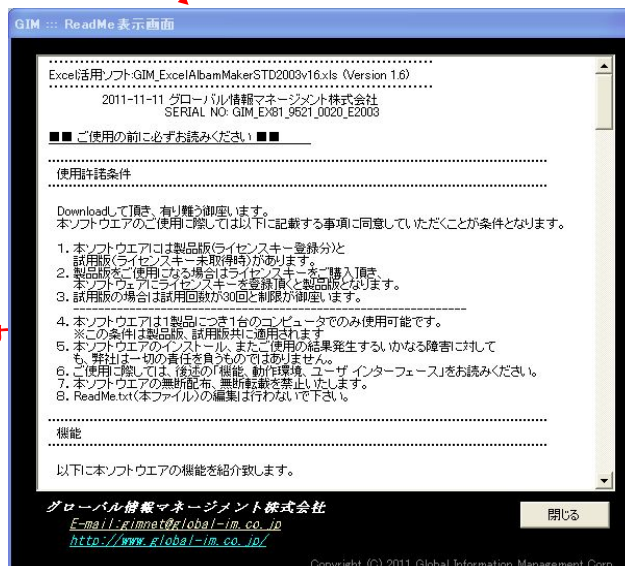 GIM ::: ReadMe表示画面
Excel活用ソフト:GIM_ExcelAlbamMakerSTD2003v16.xls (Version 1.6)
2011-11-11 グローバル情報マネージメント株式会社
SERIAL NO: GIM_EX81_9521_0020_E2003
■■ ご使用の前に必ずお読みください ■■
使用許諾条件
Downloadして頂き、有り難う御座います。
本ソフトウエアのご使用に際しては以下に記載する事項に同意していただくことが条件となります。
1. 本ソフトウエアには製品版(ライセンスキー登録分)と
試用版(ライセンスキー未取得時)があります。
2. 製品版をご使用になる場合はライセンスキーをご購入頂き、
本ソフトウェアにライセンスキーを登録頂くと製品版となります。
3. 試用版の場合は試用回数が30回と制限が御座います。
------------------------------------------------------------
4. 本ソフトウエアは1製品につき1台のコンピュータでのみ使用可能です。
※この条件は製品版、試用版共に適用されます
5. 本ソフトウエアのインストール、またご使用の結果発生するいかなる障害に対して
も、弊社は一切の責任を負うものではありません。
6. ご使用に際しては、後述の「機能、動作環境、ユーザ インターフェース」をお読みください。
7. 本ソフトウエアの無断配布、無断転載を禁止いたします。
8. ReadMe.txt(本ファイル)の編集は行わないで下さい。
機能
以下に本ソフトウエアの機能を紹介致します。
グローバル情報マネージメント株式会社
E-mail:gimnet@global-im.co.jp
http://www.global-im.co.jp/
閉じる
Copyright (C) 2011 Global Information Management Corp